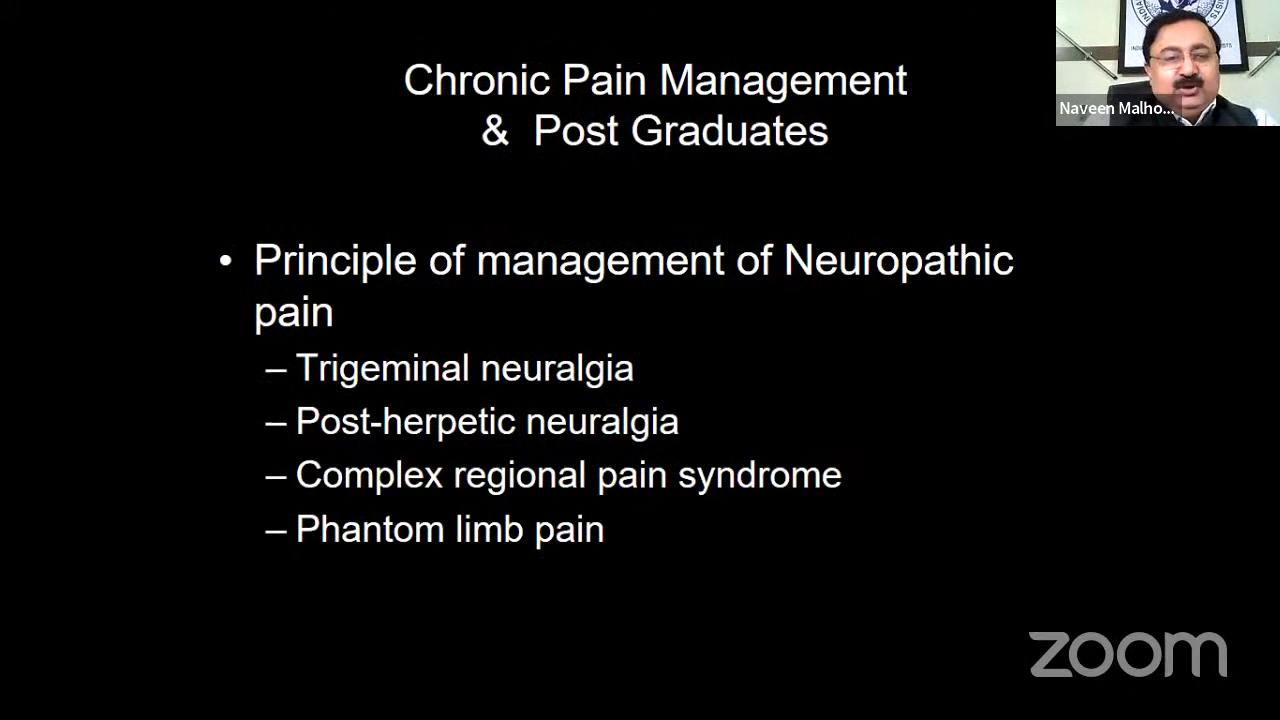 Chronic Pain Management
& Post Graduates
Naveen Malho...
• Principle of management of Neuropathic
pain
– Trigeminal neuralgia
– Post-herpetic neuralgia
– Complex regional pain syndrome
– Phantom limb pain
zoom